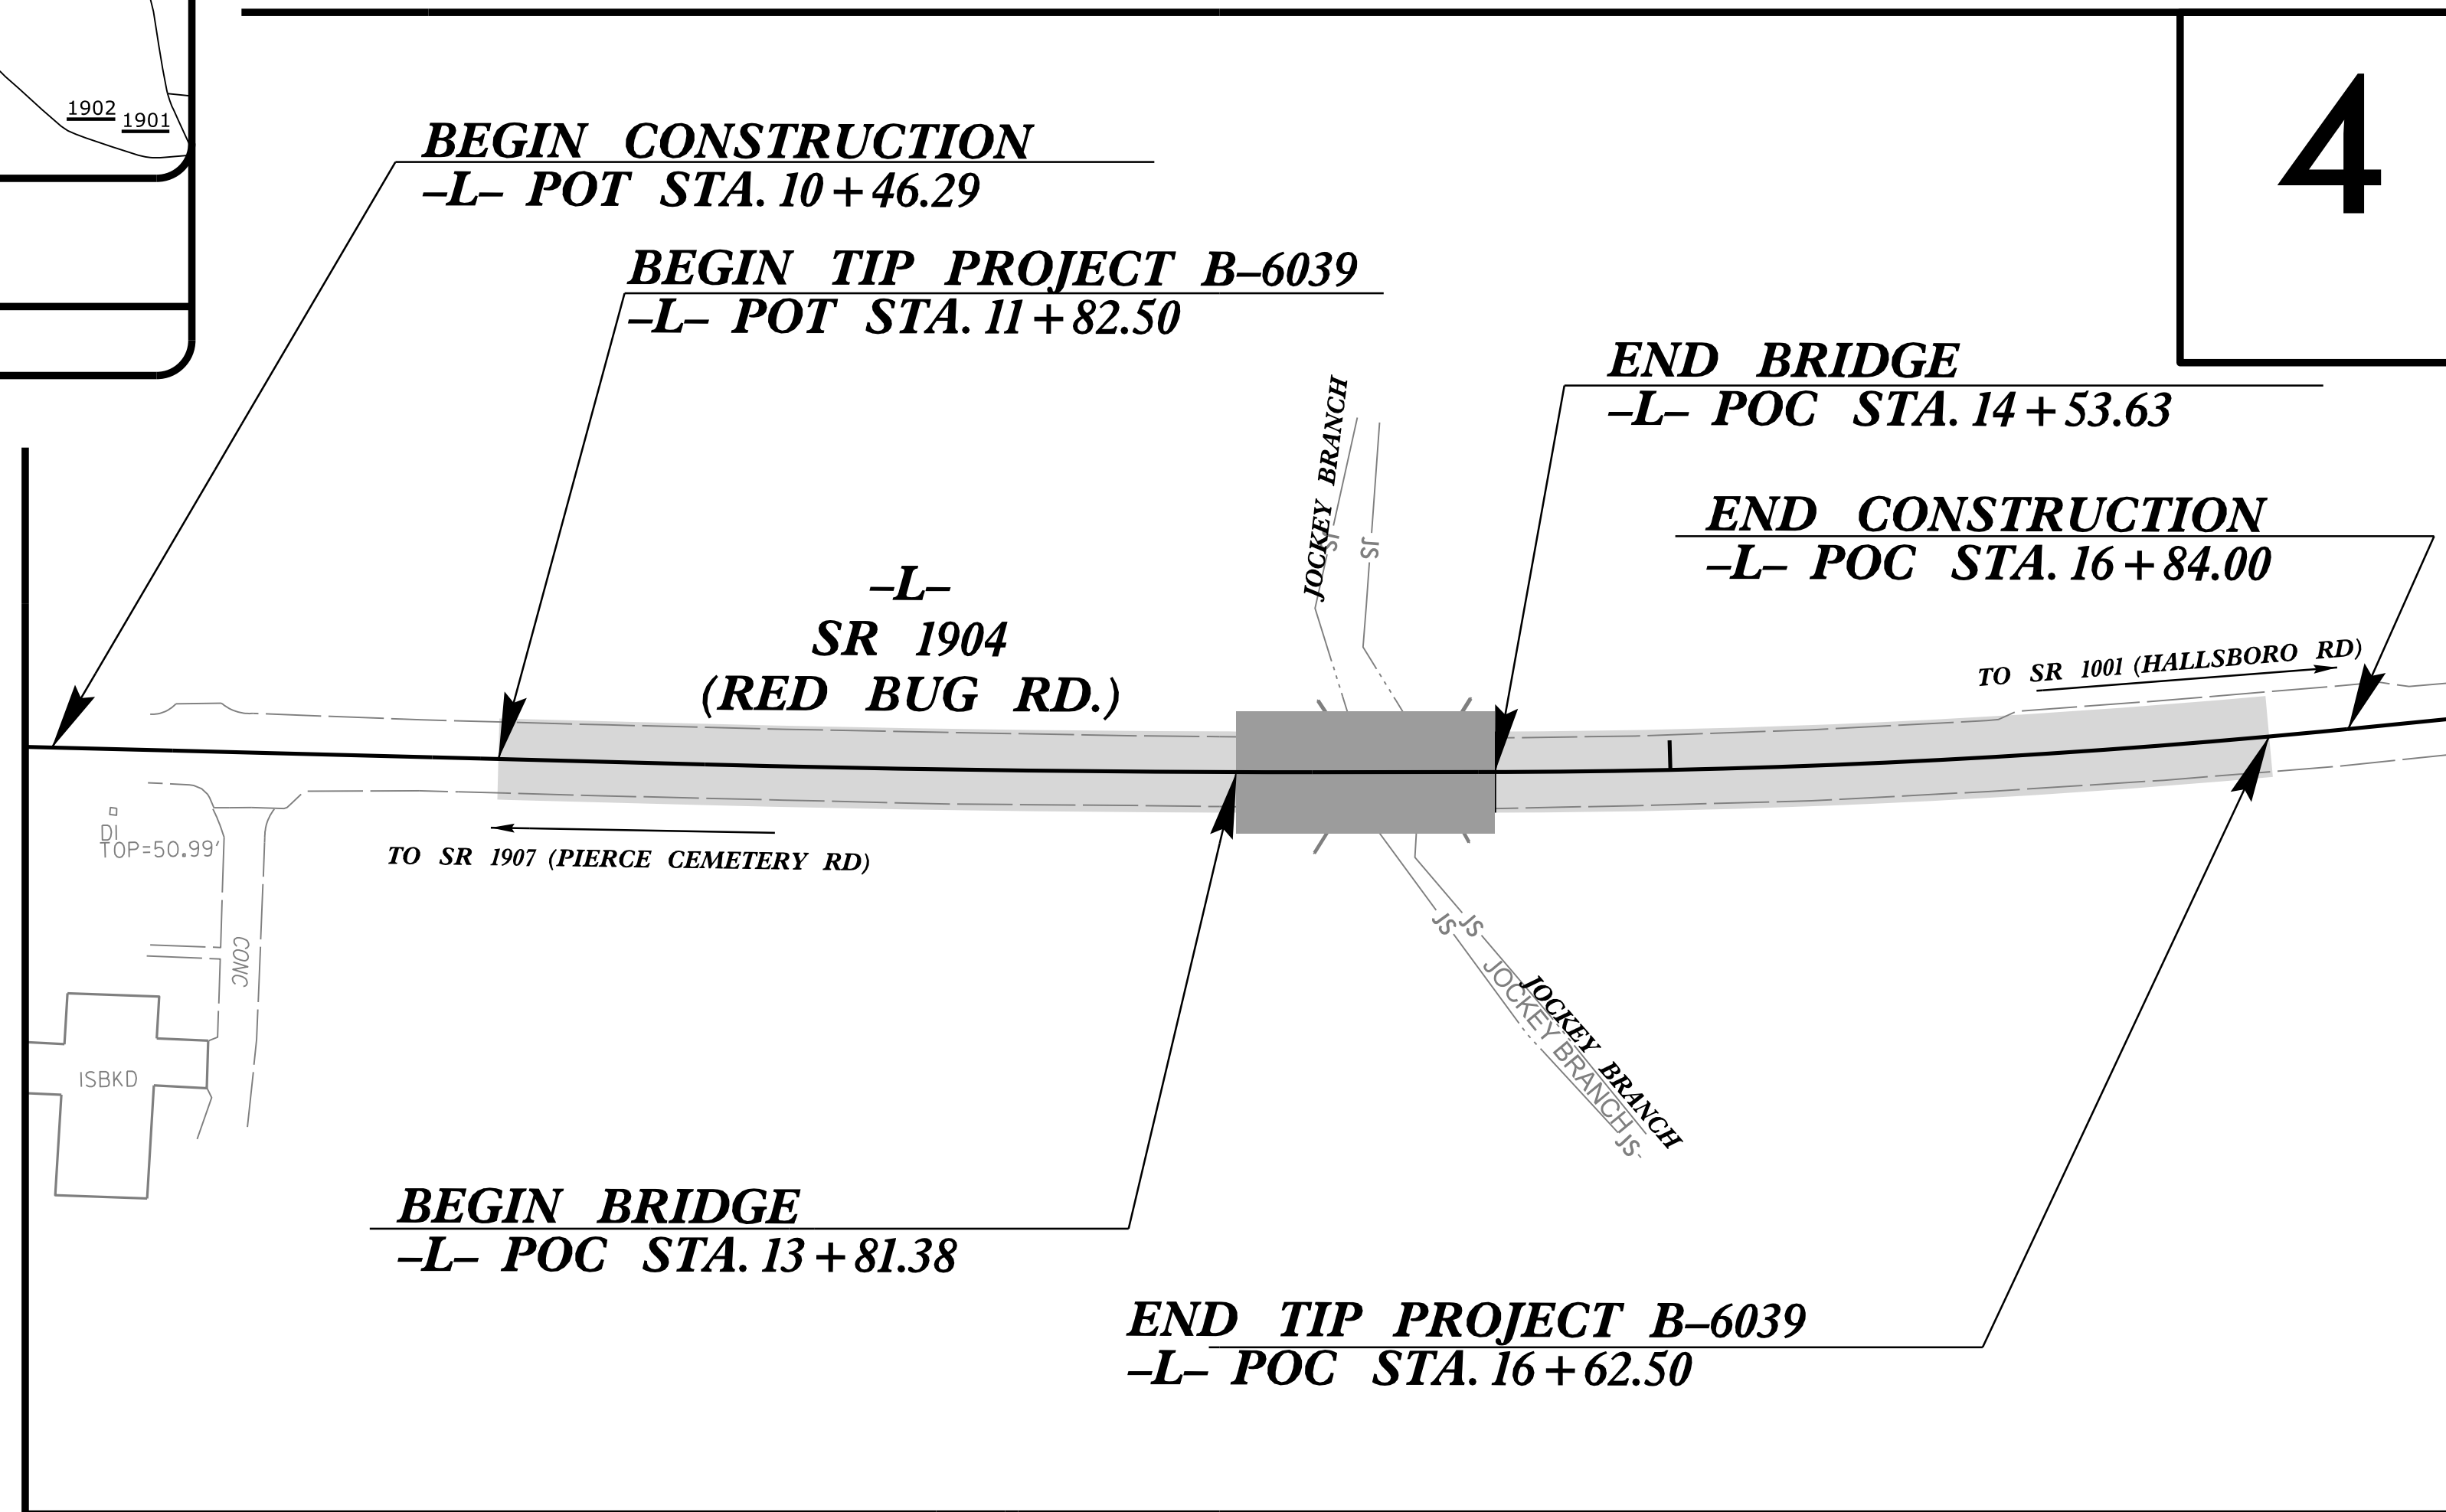 1902
1901
4
BEGIN CONSTRUCTION
–L– POT STA. 10+46.29
BEGIN TIP PROJECT B–6039
–L– POT STA. 11+82.50
END BRIDGE
–L– POC STA. 14+53.63
JOCKEY BRANCH
JS
JS
END CONSTRUCTION
–L– POC STA. 16+84.00
–L–
SR 1904
(RED BUG RD.)
TO SR 1001 (HALLSBORO RD)
DI
TOP=50.99'
TO SR 1907 (PIERCE CEMETERY RD)
CONC
JS
JS
JOCKEY BRANCH
JOCKEY BRANCH
JS
ISBKD
BEGIN BRIDGE
–L– POC STA. 13+81.38
END TIP PROJECT B–6039
–L– POC STA. 16+62.50